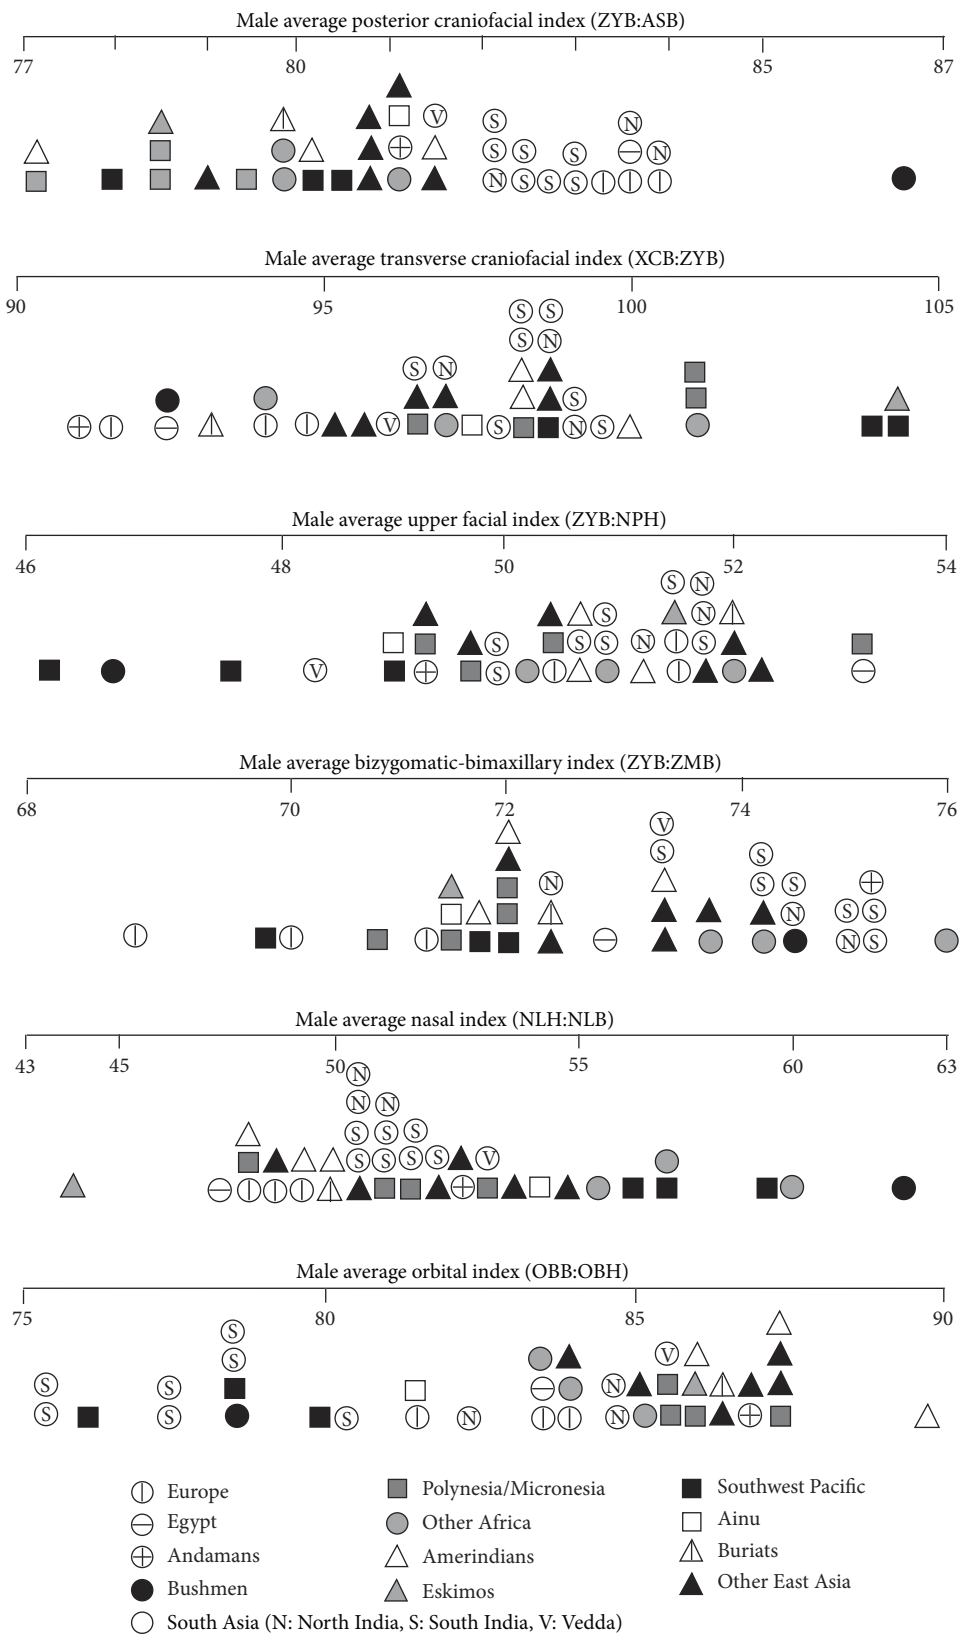 Male average posterior craniofacial index (ZYB:ASB)
77 80 85 87
V S N
S S S N
N S S S
Male average transverse craniofacial index (XCB:ZYB)
90 95 100 105
S S
S N
S N
S
V S N S
Male average upper facial index (ZYB:NPH)
46 48 50 52 54
S N
S N
S S S N S
V S
Male average bizygomatic-bimaxillary index (ZYB:ZMB)
68 70 72 74 76
V
S S
N S S
N S S
N S
Male average nasal index (NLH:NLB)
43 45 50 55 60 63
N
N N
S S S
S S S S V
Male average orbital index (OBB:OBH)
75 80 85 90
S
S V
S S N
S S S N N
Europe Polynesia/Micronesia Southwest Pacific
Egypt Other Africa Ainu
Andamans Amerindians Buriats
Bushmen Eskimos Other East Asia
South Asia (N: North India, S: South India, V: Vedda)